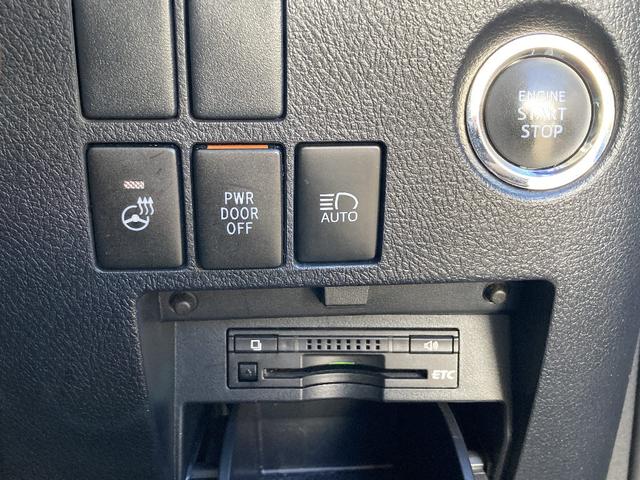 ENGINE
START
STOP
PWR
DOOR
OFF
AUTO
ETC